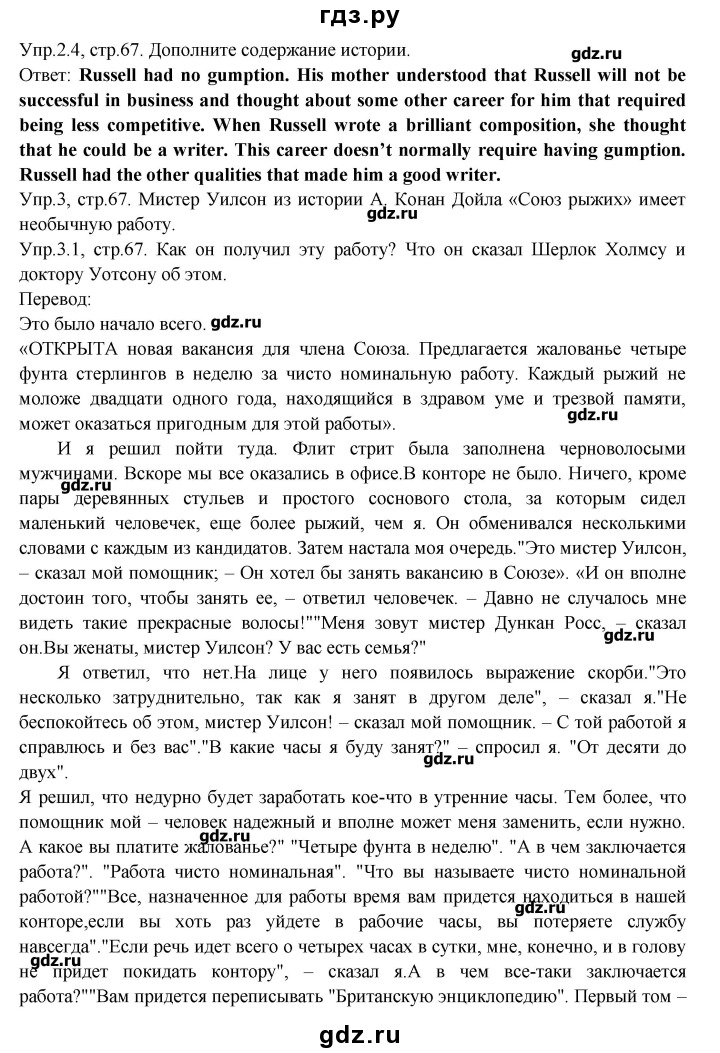 гдз.ру
Упр.2.4, стр.67. Дополните содержание истории.
gdz.ru
Ответ: Russell had no gumption. His mother understood that Russell will not be
successful in business and thought about some other career for him that required
being less competitive. When Russell wrote a brilliant composition, she thought
that he could be a writer. This career doesn’t normally require having gumption.
Russell had the other qualities that made him a good writer.
Упр.3, стр.67. Мистер Уилсон из истории А. Конан Дойла «Союз рыжих» имеет
gdz.ru
необычную работу.
Упр.3.1, стр.67. Как он получил эту работу? Что он сказал Шерлок Холмсу и
доктору Уотсону об этом.
Перевод:
Это было начало всего.
gdz.ru
«ОТКРЫТА новая вакансия для члена Союза. Предлагается жалованье четыре
фунта стерлингов в неделю за чисто номинальную работу. Каждый рыжий не
моложе двадцати одного года, находящийся в здравом уме и трезвой памяти,
может оказаться пригодным для этой работы».
gdz.ru
И я решил пойти туда. Флит стрит была заполнена черноволосыми
мужчинами. Вскоре мы все оказались в офисе.В конторе не было. Ничего, кроме
gdz.ru
пары деревянных стульев и простого соснового стола, за которым сидел
маленький человечек, еще более рыжий, чем я. Он обменивался несколькими
словами с каждым из кандидатов. Затем настала моя очередь."Это мистер Уилсон,
– сказал мой помощник; – Он хотел бы занять вакансию в Союзе». «И он вполне
достоин того, чтобы занять ее, – ответил человечек. – Давно не случалось мне
видеть такие прекрасные волосы!""Меня зовут мистер Дункан Росс, – сказал
gdz.ru
он.Вы женаты, мистер Уилсон? У вас есть семья?"
Я ответил, что нет.На лице у него появилось выражение скорби."Это
несколько затруднительно, так как я занят в другом деле", – сказал я."Не
беспокойтесь об этом, мистер Уилсон! – сказал мой помощник. – С той работой я
справлюсь и без вас"."В какие часы я буду занят?" – спросил я. "От десяти до
gdz.ru
двух".
Я решил, что недурно будет заработать кое-что в утренние часы. Тем более, что
помощник мой – человек надежный и вполне может меня заменить, если нужно.
gdz.ru
А какое вы платите жалованье?" "Четыре фунта в неделю". "А в чем заключается
работа?". "Работа чисто номинальная". "Что вы называете чисто номинальной
работой?""Все, назначенное для работы время вам придется находиться в нашей
gdz.ru
конторе,если вы хоть раз уйдете в рабочие часы, вы потеряете службу
навсегда"."Если речь идет всего о четырех часах в сутки, мне, конечно, и в голову
gdz.ru
не придет покидать контору", – сказал я.А в чем все-таки заключается
работа?""Вам придется переписывать "Британскую энциклопедию". Первый том –
gdz.ru